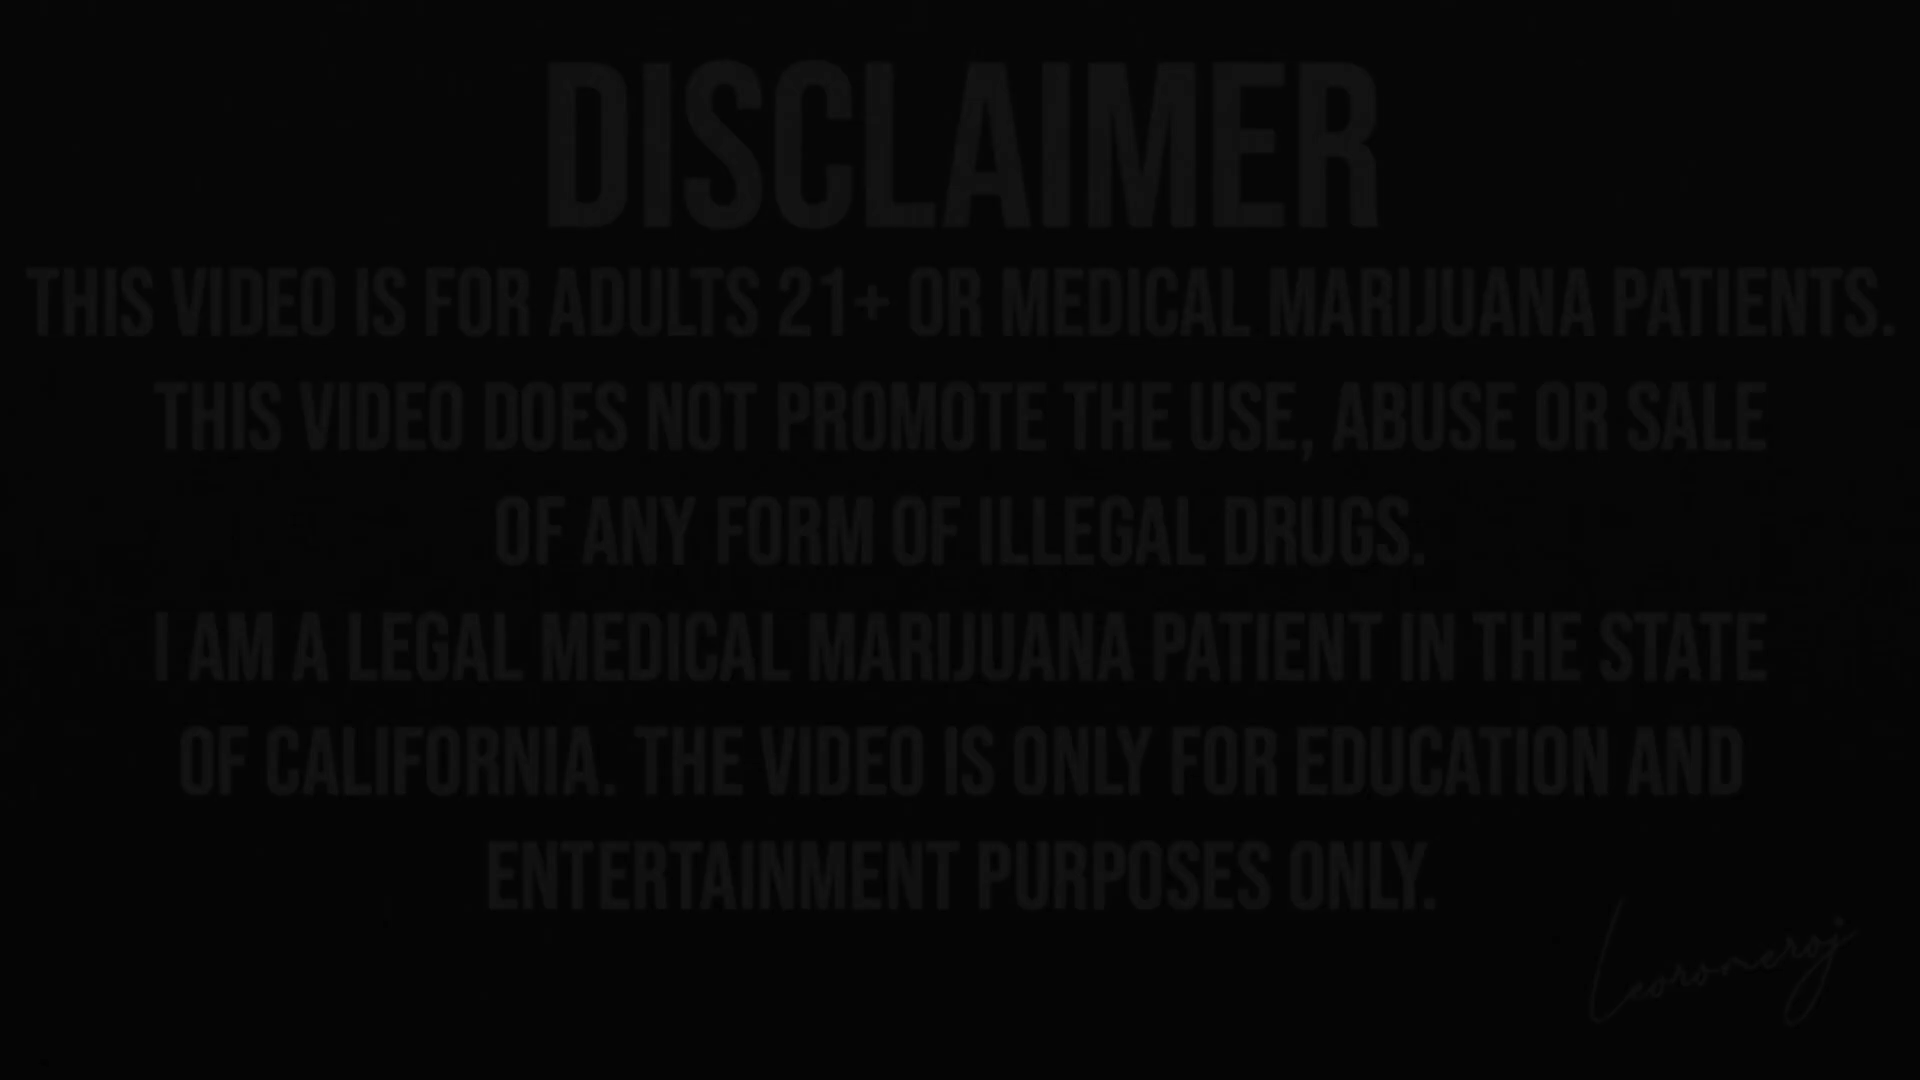 DISCLAIMER
THIS VIDEO IS FOR ADULTS 21+ OR MEDICAL MARIJUANA PATIENTS.
THIS VIDEO DOES NOT PROMOTE THE USE, ABUSE OR SALE
OF ANY FORM OF ILLEGAL DRUGS.
I AM A LEGAL MEDICAL MARIJUANA PATIENT IN THE STATE
OF CALIFORNIA. THE VIDEO IS ONLY FOR EDUCATION AND
ENTERTAINMENT PURPOSES ONLY.
Leoroneroj